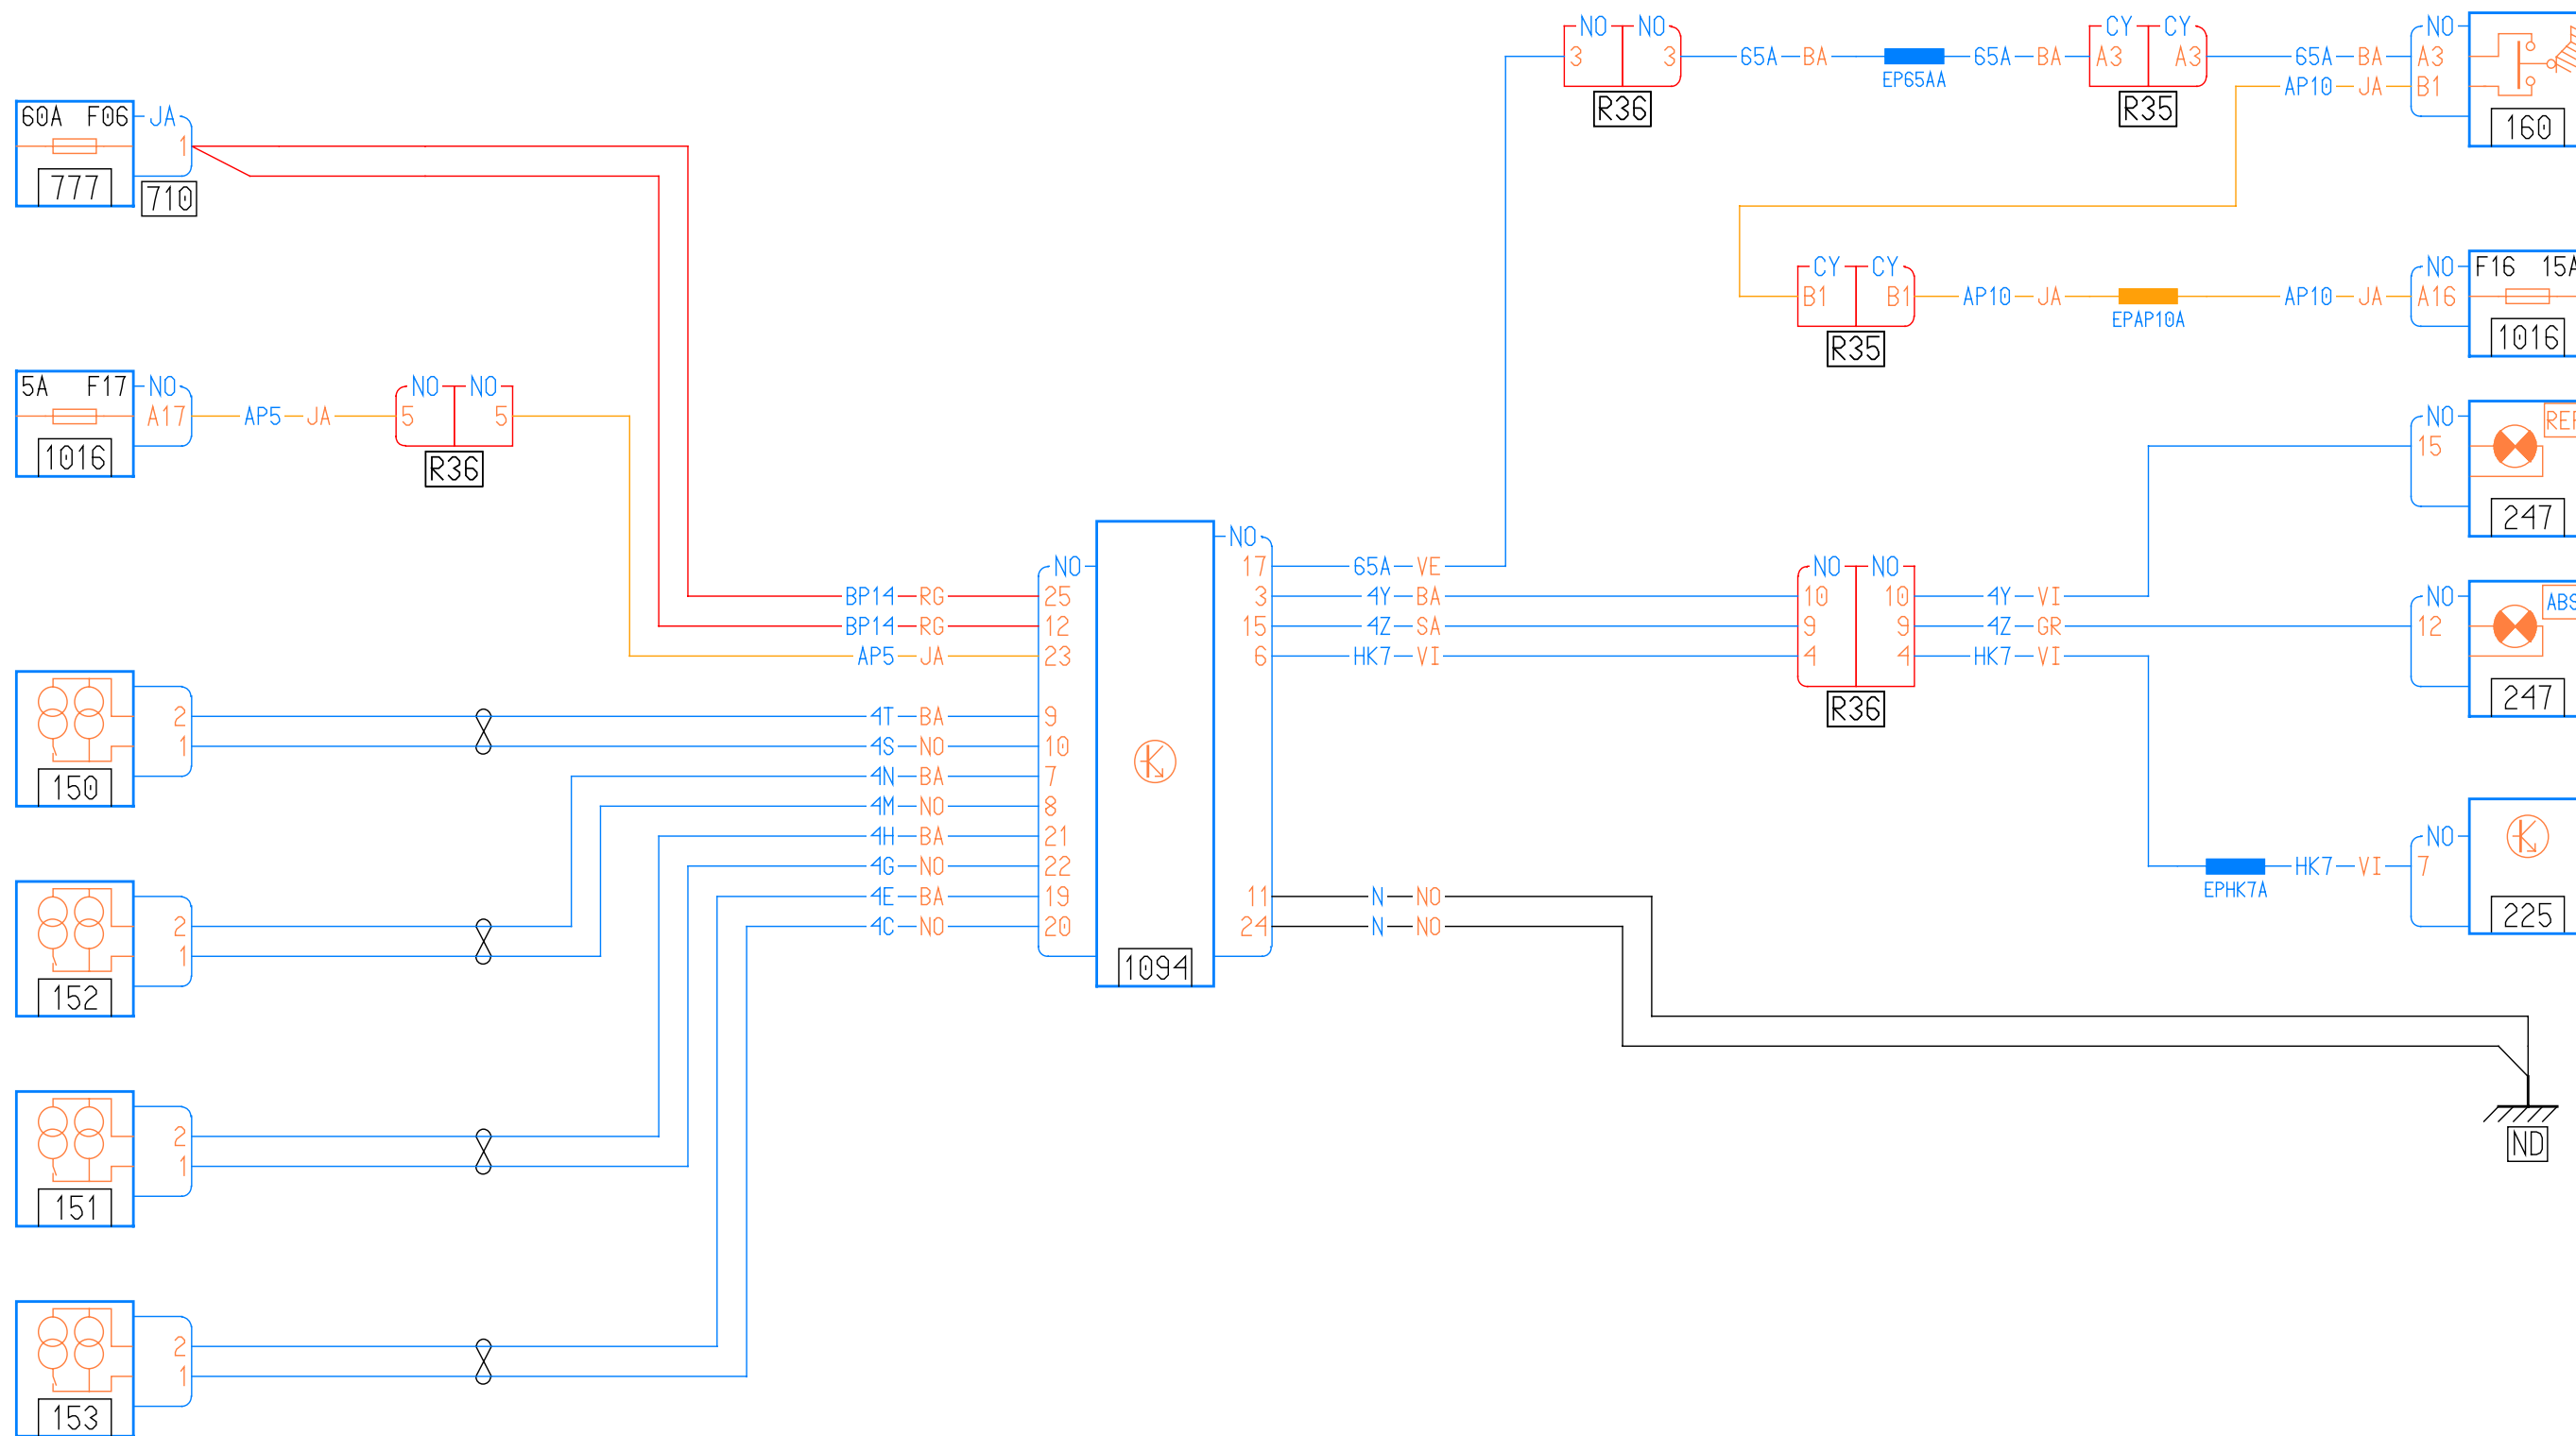 NO NO
3 3 65A BA EP65AA 65A BA
R36
CY CY
A3 A3 65A BA
R35
NO
A3
AP10 JA B1
160
60A F06 JA
1
777
710
CY CY
B1 B1 AP10 JA EPAP10A AP10 JA
R35
NO F16
A16
1016
5A F17 NO
A17 AP5 JA
1016
NO NO
5 5
R36
NO
15
247
NO
17 65A VE
3 4Y BA
15 4Z SA
6 HK7 VI
11 N NO
24 N NO
NO
BP14 RG 25
BP14 RG 12
AP5 JA 23
4T BA 9
4S NO 10
4N BA 7
4M NO 8
4H BA 21
4G NO 22
4E BA 19
4C NO 20
1094
NO NO
10 10 4Y VI
9 9 4Z GR
4 4 HK7 VI
R36
NO ABS
12
247
2
1
150
NO
EPHK7A HK7 VI 7
225
2
1
152
ND
2
1
151
2
1
153